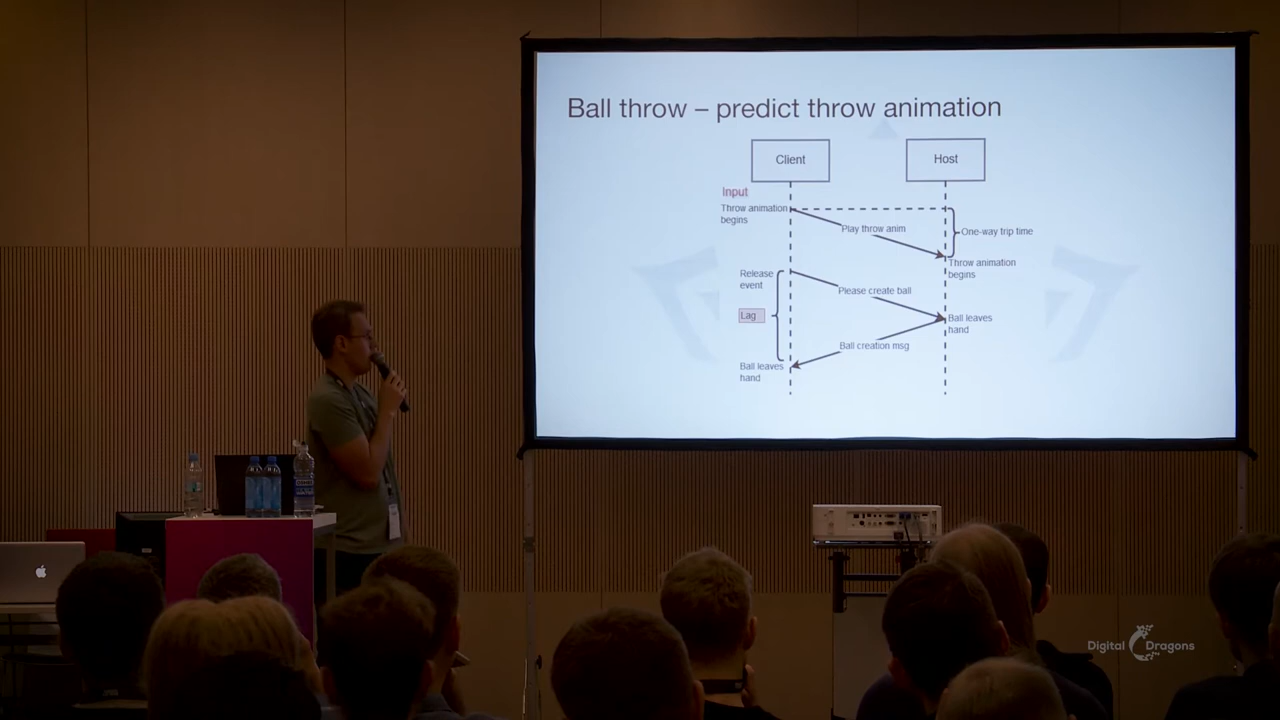 Ball throw – predict throw animation
Client
Host
Input
Throw animation
begins
Play throw anim
One-way trip time
Throw animation
begins
Release
event
Please create ball
Lag
Ball leaves
hand
Ball creation msg
Ball leaves
hand
Digital Dragons